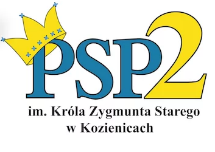 PSP2
im. Króla Zygmunta Starego
w Kozienicach